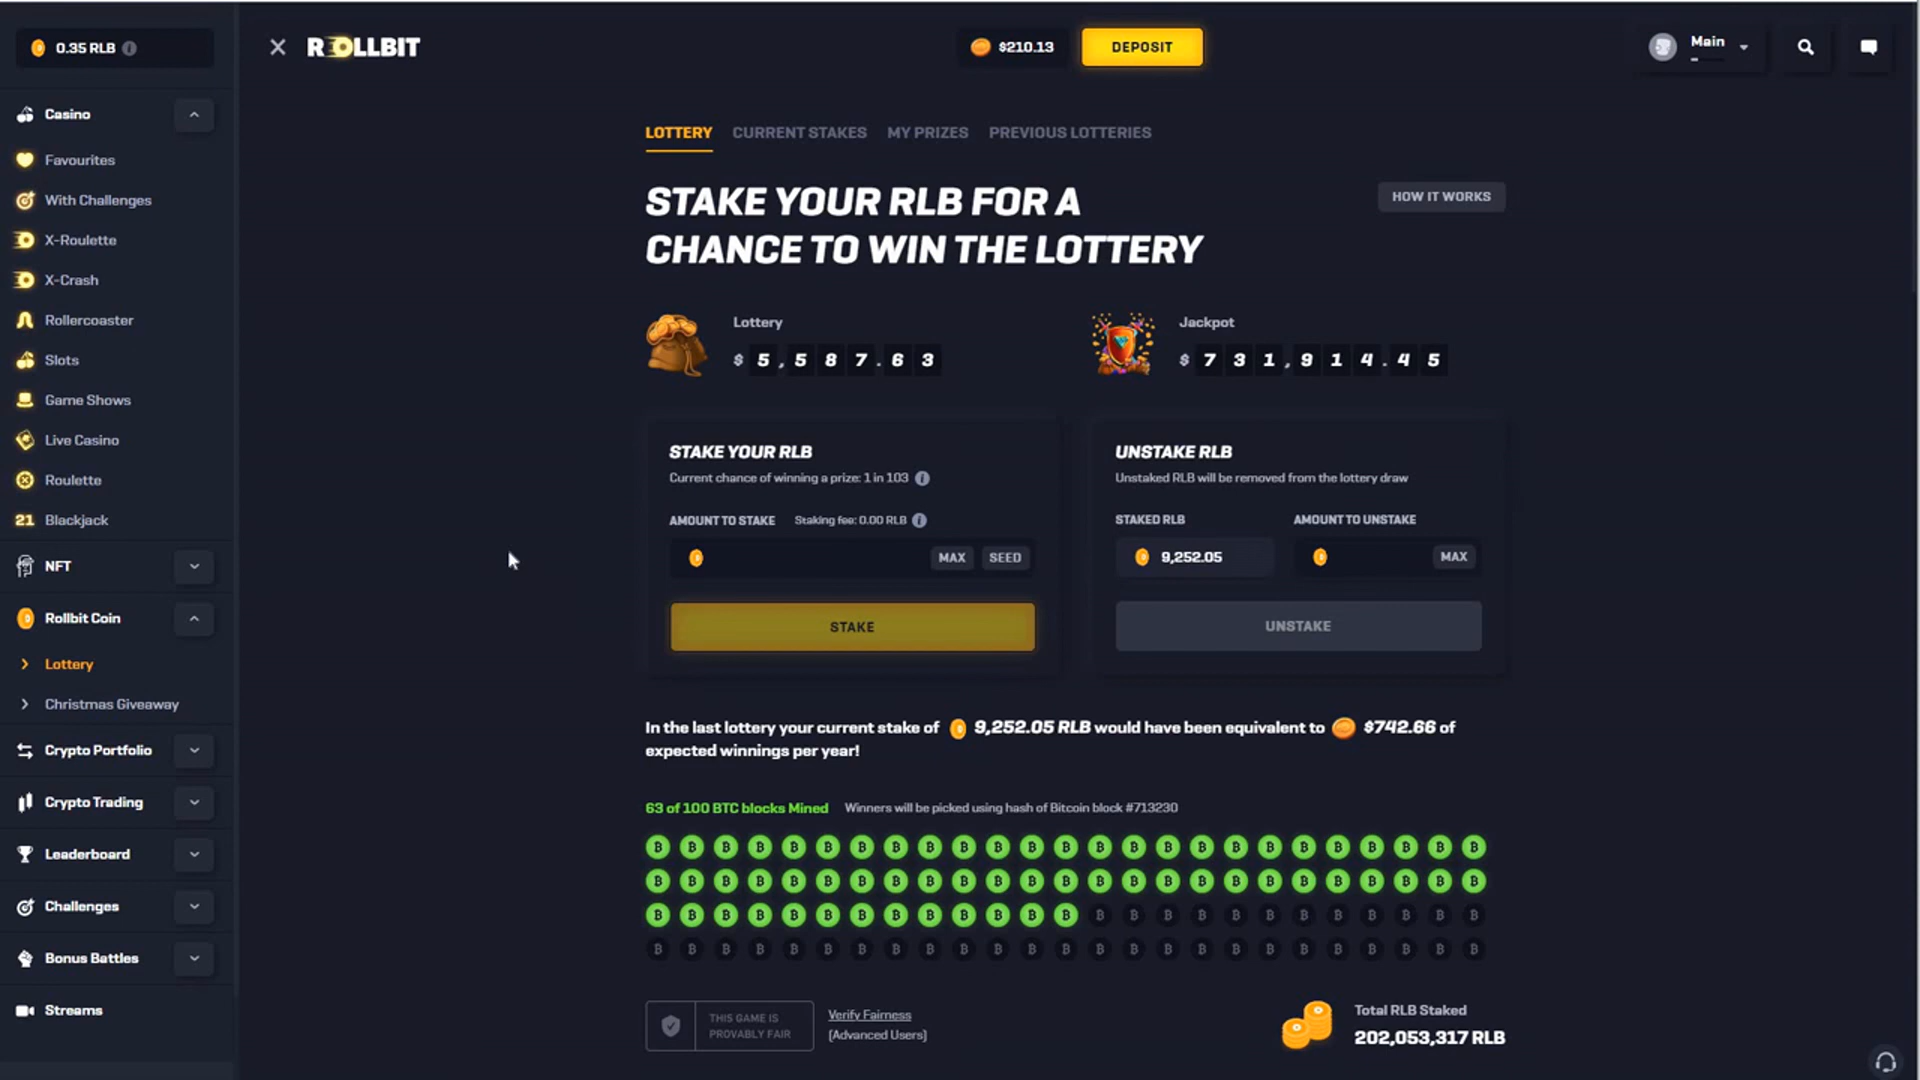 0.35 RLB
ROLLBIT
$210.13
DEPOSIT
Main
Casino
Favourites
With Challenges
X-Roulette
X-Crash
Rollercoaster
Slots
Game Shows
Live Casino
Roulette
21 Blackjack
NFT
Rollbit Coin
Lottery
Christmas Giveaway
Crypto Portfolio
Crypto Trading
Leaderboard
Challenges
Bonus Battles
Streams
LOTTERY CURRENT STAKES MY PRIZES PREVIOUS LOTTERIES
STAKE YOUR RLB FOR A
CHANCE TO WIN THE LOTTERY
HOW IT WORKS
Lottery
$ 5,587.63
Jackpot
$ 731,914.45
STAKE YOUR RLB
Current chance of winning a prize: 1 in 103
AMOUNT TO STAKE Staking fee: 0.00 RLB
MAX SEED
STAKE
UNSTAKE RLB
Unstaked RLB will be removed from the lottery draw
STAKED RLB AMOUNT TO UNSTAKE
9,252.05 MAX
UNSTAKE
In the last lottery your current stake of 9,252.05 RLB would have been equivalent to $742.66 of
expected winnings per year!
63 of 100 BTC blocks Mined Winners will be picked using hash of Bitcoin block #713230
THIS GAME IS
PROVABLY FAIR
Verify Fairness
(Advanced Users)
Total RLB Staked
202,053,317 RLB